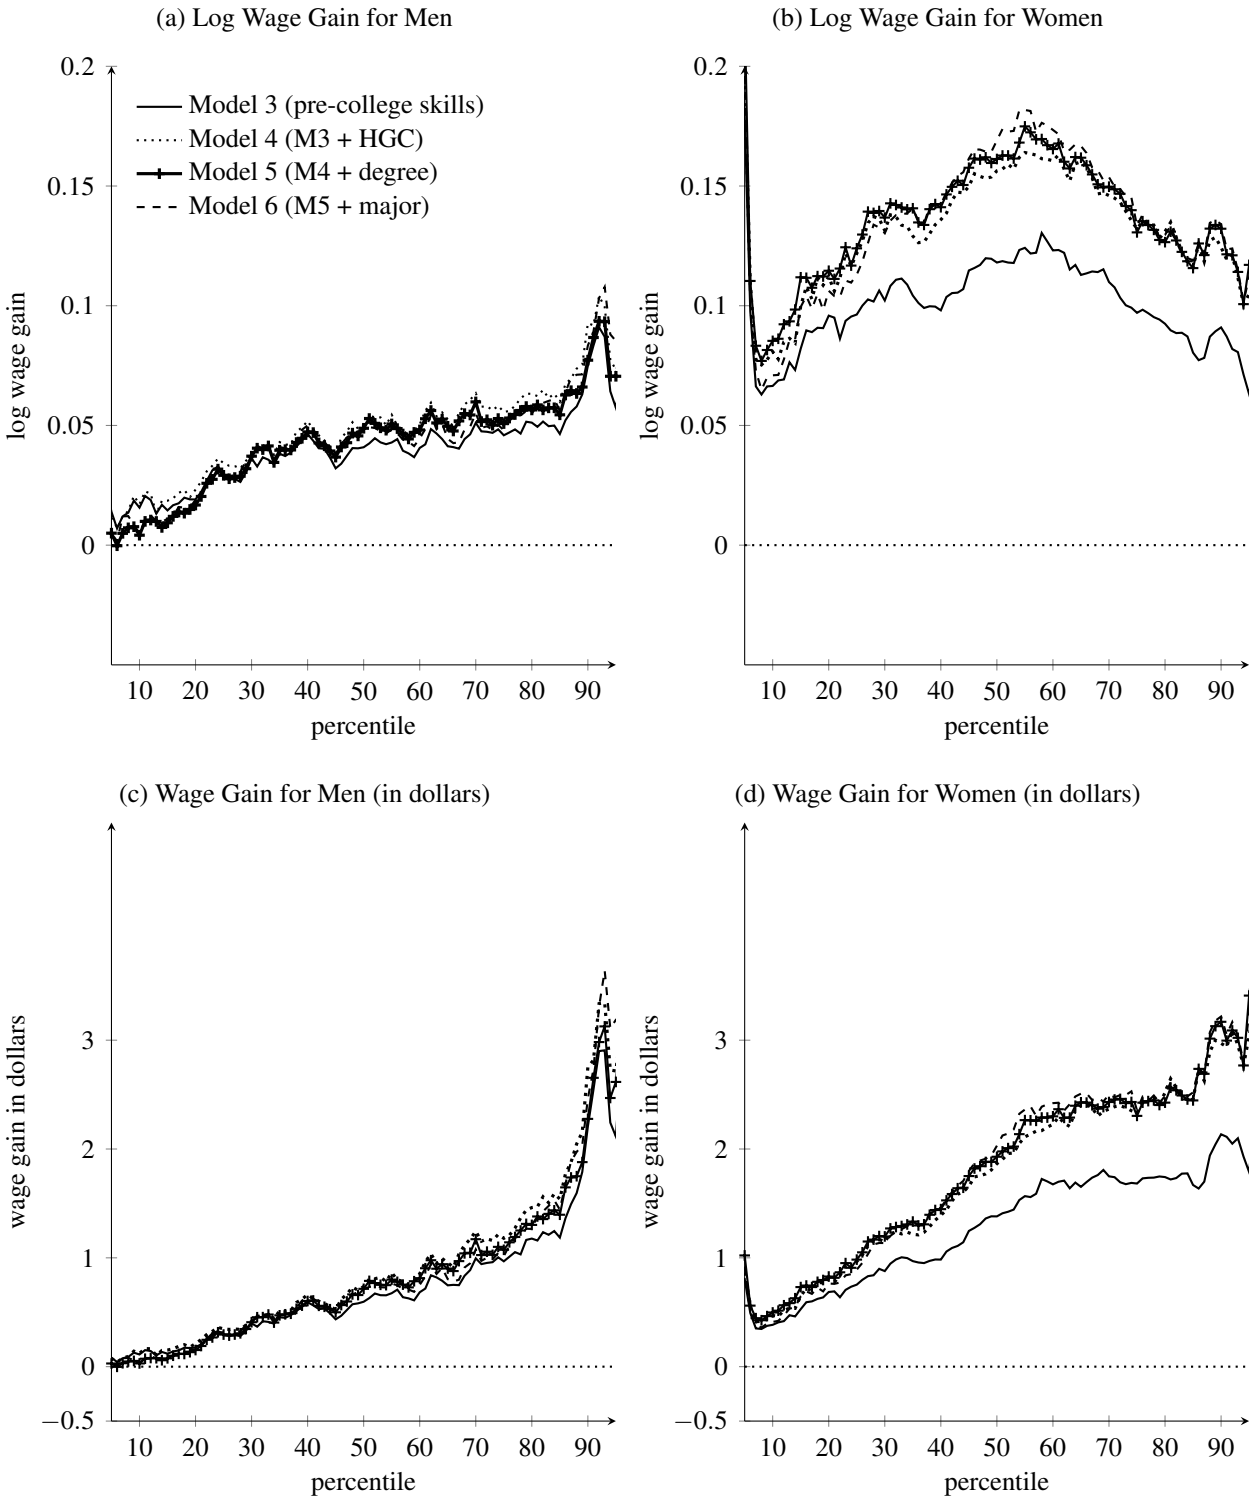 (a) Log Wage Gain for Men
0.2
0.15
0.1
0.05
0
log wage gain
Model 3 (pre-college skills)
Model 4 (M3 + HGC)
Model 5 (M4 + degree)
Model 6 (M5 + major)
10 20 30 40 50 60 70 80 90
percentile
(b) Log Wage Gain for Women
0.2
0.15
0.1
0.05
0
log wage gain
10 20 30 40 50 60 70 80 90
percentile
(c) Wage Gain for Men (in dollars)
3
2
1
0
−0.5
wage gain in dollars
10 20 30 40 50 60 70 80 90
percentile
(d) Wage Gain for Women (in dollars)
3
2
1
0
−0.5
wage gain in dollars
10 20 30 40 50 60 70 80 90
percentile